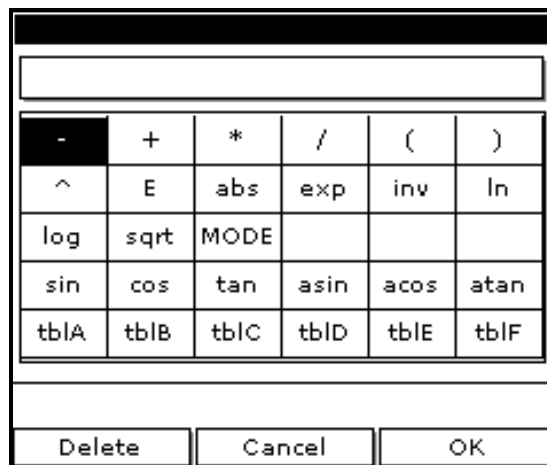 - + * / ( )
^ E abs exp inv ln
log sqrt MODE
sin cos tan asin acos atan
tblA tblB tblC tblD tblE tblF
Delete Cancel OK